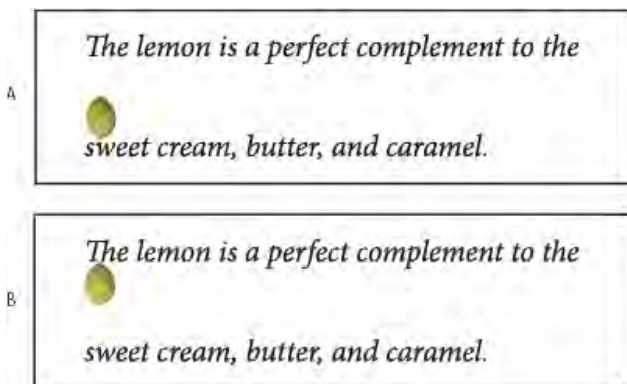 The lemon is a perfect complement to the
A
sweet cream, butter, and caramel.
The lemon is a perfect complement to the
B
sweet cream, butter, and caramel.